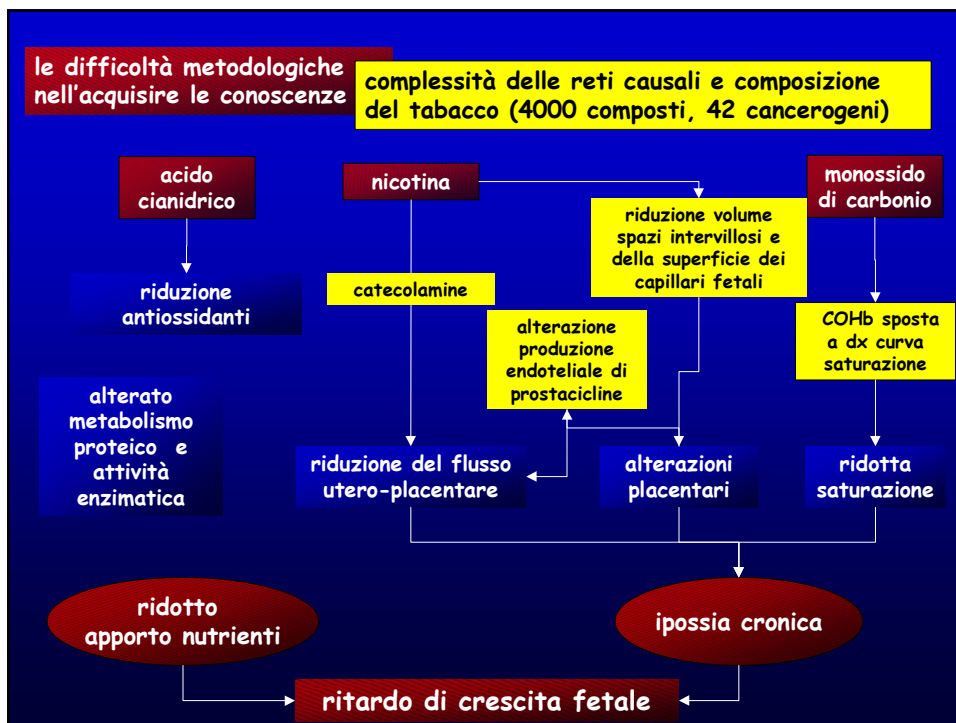 le difficoltà metodologiche
nell'acquisire le conoscenze
complessità delle reti causali e composizione
del tabacco (4000 composti, 42 cancerogeni)
acido
cianidrico
nicotina
monossido
di carbonio
riduzione volume
spazi intervillosi e
della superficie dei
capillari fetali
riduzione
antiossidanti
catecolamine
COHb sposta
a dx curva
saturazione
alterazione
produzione
endoteliale di
prostacicline
alterato
metabolismo
proteico e
attività
enzimatica
riduzione del flusso
utero-placentare
alterazioni
placentari
ridotta
saturazione
ridotto
apporto nutrienti
ipossia cronica
ritardo di crescita fetale